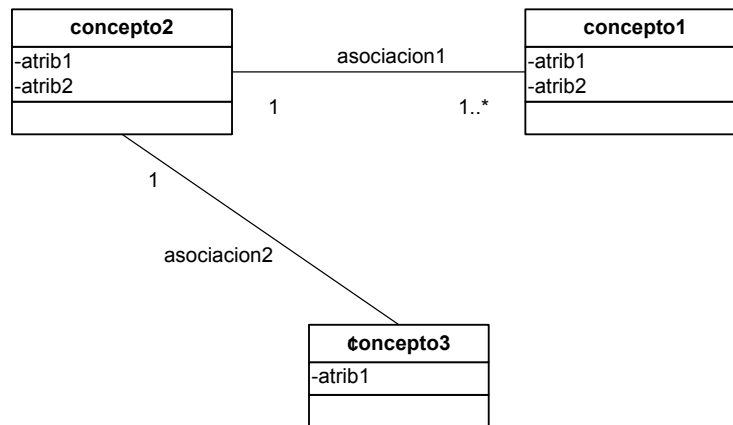 concepto2
-atrib1
-atrib2
asociacion1
1
1..*
concepto1
-atrib1
-atrib2
1
asociacion2
concepto3
-atrib1